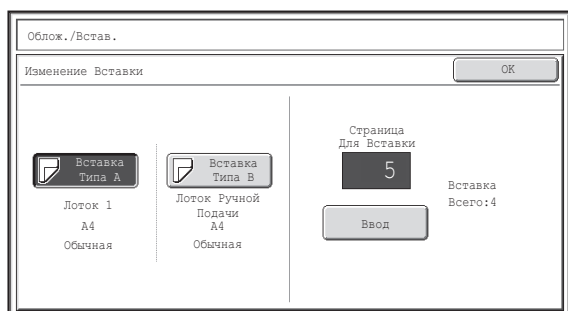 Облож./Встав.
Изменение Вставки
OK
Вставка
Типа A
Лоток 1
A4
Обычная
Вставка
Типа B
Лоток Ручной
Подачи
A4
Обычная
Страница
Для Вставки
5
Ввод
Вставка
Всего:4